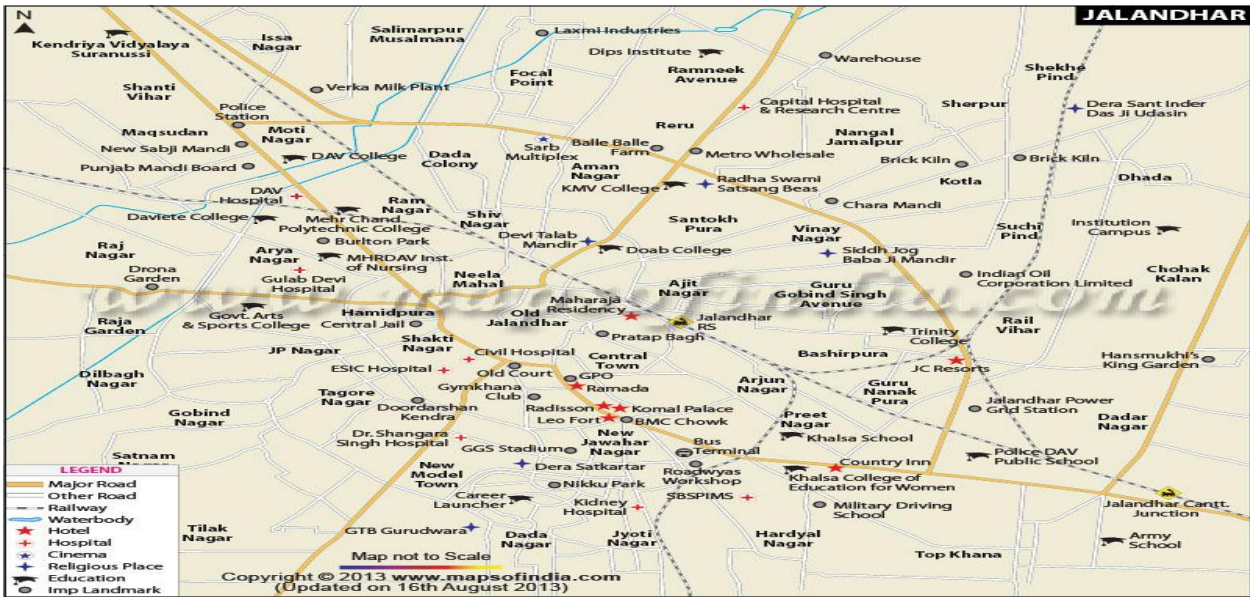 JALANDHAR
N
Kendriya Vidyalaya
Suranussi
Issa
Nagar
Salimarpur
Musalmana
Laxmi Industries
Dips Institute
Ramneek
Avenue
Warehouse
Shekhe
Pind
Focal
Point
Shanti
Vihar
Verka Milk Plant
Capital Hospital
& Research Centre
Sherpur
Dera Sant Inder
Das Ji Udasin
Police
Station
Maqsudan
Moti
Nagar
New Sabji Mandi
DAV College
Punjab Mandi Board
Dada
Colony
Sarb
Multiplex
Balle Balle
Farm
Reru
Metro Wholesale
Nangal
Jamalpur
Brick Kiln
Brick Kiln
Kotla
Dhada
Aman
Nagar
KMV College
Radha Swami
Satsang Beas
DAV
Hospital
Ram
Nagar
Daviete College
Mehr Chand
Polytechnic College
Shiv
Nagar
Chara Mandi
Santokh
Pura
Vinay
Nagar
Suchi
Pind
Institution
Campus
Raj
Nagar
Arya
Nagar
Burlton Park
Devi Talab
Mandir
Doab College
Siddh Jog
Baba Ji Mandir
MHRDAV Inst.
of Nursing
Drona
Garden
Gulab Devi
Hospital
Neela
Mahal
Ajit
Nagar
Guru
Gobind Singh
Avenue
Indian Oil
Corporation Limited
Chohak
Kalan
www.mapsofindia.com
Raja
Garden
Govt. Arts
& Sports College
Hamidpura
Central Jail
Old
Jalandhar
Maharaja
Residency
Jalandhar
RS
Pratap Bagh
Trinity
College
Rail
Vihar
JP Nagar
Shakti
Nagar
Civil Hospital
Central
Town
Bashirpura
JC Resorts
Hansmukhi's
King Garden
Dilbagh
Nagar
ESIC Hospital
Old Court
GPO
Ramada
Arjun
Nagar
Guru
Nanak
Pura
Tagore
Nagar
Gymkhana
Club
Doordarshan
Kendra
Radisson
Komal Palace
Leo Fort
BMC Chowk
Preet
Nagar
Jalandhar Power
Grid Station
Dadar
Nagar
Gobind
Nagar
Dr. Shangara
Singh Hospital
GGS Stadium
New
Jawahar
Nagar
Khalsa School
Bus
Terminal
Police DAV
Public School
Satnam
New
Model
Town
Dera Satkartar
Roadwyas
Workshop
Country Inn
Khalsa College of
Education for Women
Nikku Park
Career
Launcher
Kidney
Hospital
SBSPIMS
Military Driving
School
Jalandhar Cantt.
Junction
Tilak
Nagar
GTB Gurudwara
Dada
Nagar
Jyoti
Nagar
Hardyal
Nagar
Top Khana
Army
School
LEGEND
Major Road
Other Road
Railway
Waterbody
Hotel
Hospital
Cinema
Religious Place
Education
Imp Landmark
Map not to Scale
Copyright © 2013 www.mapsofindia.com
(Updated on 16th August 2013)